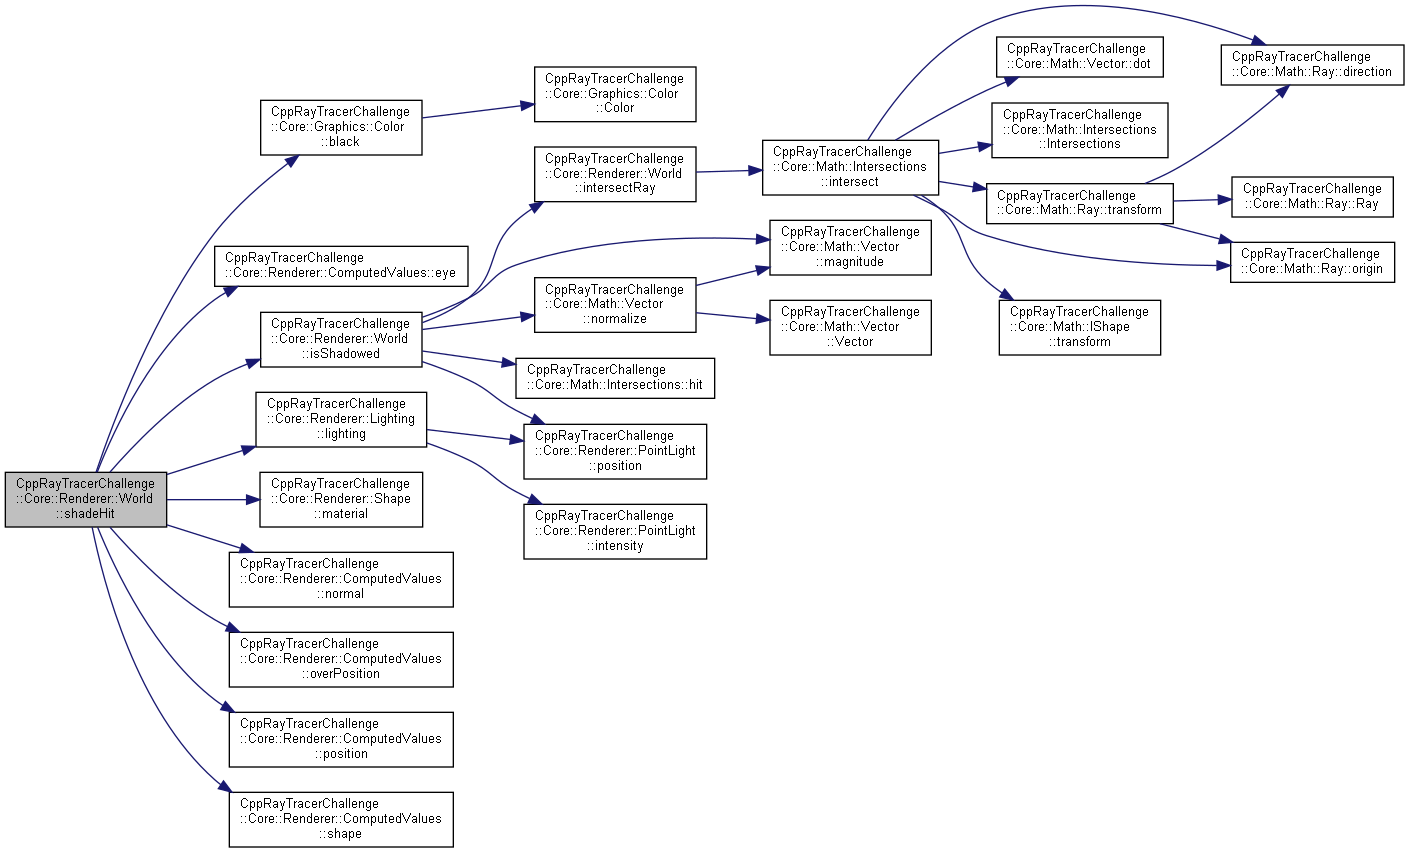 CppRayTracerChallenge
::Core::Renderer::World
::shadeHit
CppRayTracerChallenge
::Core::Graphics::Color
::black
CppRayTracerChallenge
::Core::Renderer::ComputedValues::eye
CppRayTracerChallenge
::Core::Renderer::World
::isShadowed
CppRayTracerChallenge
::Core::Renderer::Lighting
::lighting
CppRayTracerChallenge
::Core::Renderer::Shape
::material
CppRayTracerChallenge
::Core::Renderer::ComputedValues
::normal
CppRayTracerChallenge
::Core::Renderer::ComputedValues
::overPosition
CppRayTracerChallenge
::Core::Renderer::ComputedValues
::position
CppRayTracerChallenge
::Core::Renderer::ComputedValues
::shape
CppRayTracerChallenge
::Core::Graphics::Color
::Color
CppRayTracerChallenge
::Core::Renderer::World
::intersectRay
CppRayTracerChallenge
::Core::Math::Vector
::normalize
CppRayTracerChallenge
::Core::Math::Intersections::hit
CppRayTracerChallenge
::Core::Renderer::PointLight
::position
CppRayTracerChallenge
::Core::Renderer::PointLight
::intensity
CppRayTracerChallenge
::Core::Math::Intersections
::intersect
CppRayTracerChallenge
::Core::Math::Vector
::magnitude
CppRayTracerChallenge
::Core::Math::Vector
::Vector
CppRayTracerChallenge
::Core::Math::Vector::dot
CppRayTracerChallenge
::Core::Math::Intersections
::Intersections
CppRayTracerChallenge
::Core::Math::Ray::transform
CppRayTracerChallenge
::Core::Math::IShape
::transform
CppRayTracerChallenge
::Core::Math::Ray::direction
CppRayTracerChallenge
::Core::Math::Ray::Ray
CppRayTracerChallenge
::Core::Math::Ray::origin